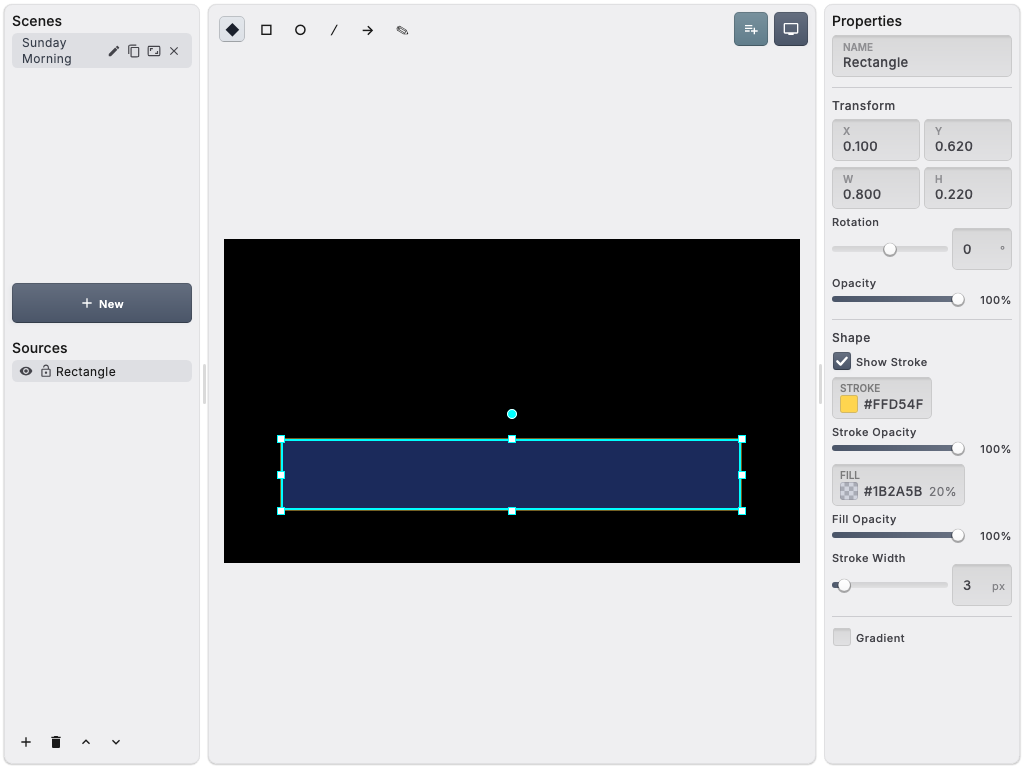 Scenes
Sunday
Morning
New
Sources
Rectangle
Properties
NAME
Rectangle
Transform
X
0.100
Y
0.620
W
0.800
H
0.220
Rotation
0 °
Opacity
100%
Shape
Show Stroke
STROKE
#FFD54F
Stroke Opacity
100%
FILL
#1B2A5B 20%
Fill Opacity
100%
Stroke Width
3 px
Gradient